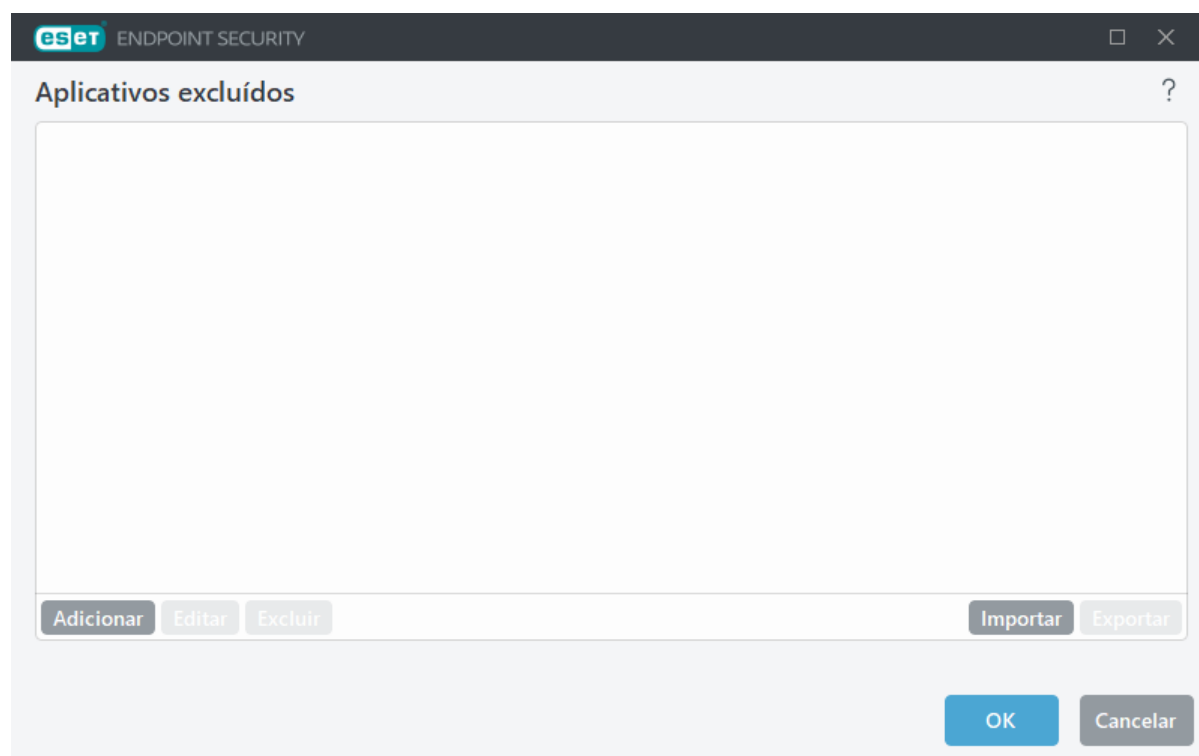 eset ENDPOINT SECURITY
Aplicativos excluídos
?
Adicionar Editar Excluir Importar Exportar
OK Cancelar